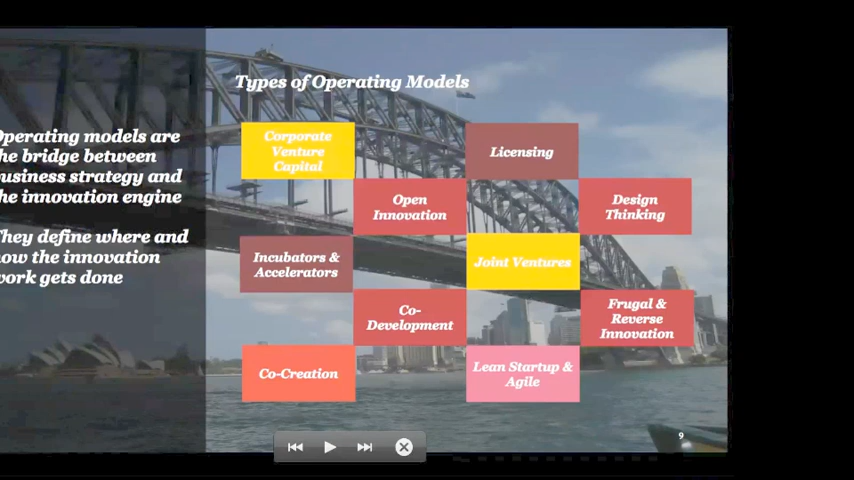 Types of Operating Models
perating models are
he bridge between
usiness strategy and
he innovation engine
hey define where and
ow the innovation
ork gets done
Corporate
Venture
Capital
Licensing
Open
Innovation
Design
Thinking
Incubators &
Accelerators
Joint Ventures
Co-
Development
Frugal &
Reverse
Innovation
Co-Creation
Lean Startup &
Agile
9